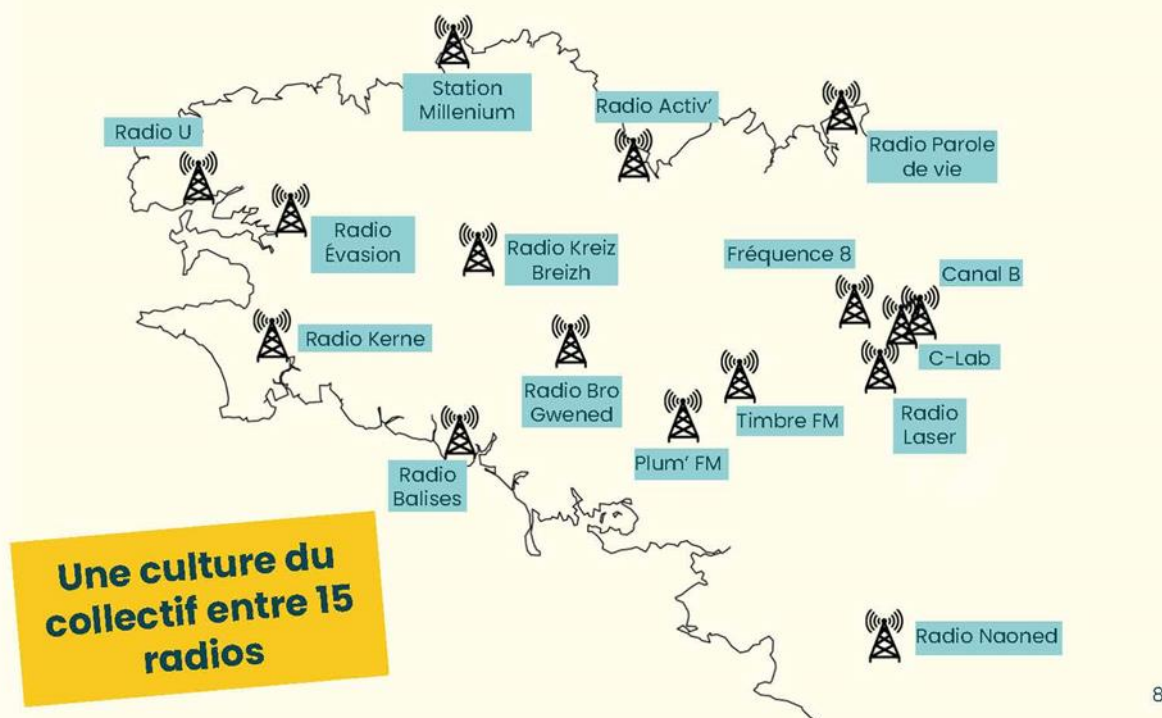 Station
Millenium
Radio Activ'
Radio U
Radio Parole
de vie
Radio
Évasion
Radio Kreiz
Breizh
Fréquence 8
Canal B
Radio Kerne
C-Lab
Radio Bro
Gwened
Timbre FM
Radio
Laser
Plum' FM
Radio
Balises
Une culture du
collectif entre 15
radios
Radio Naoned
8